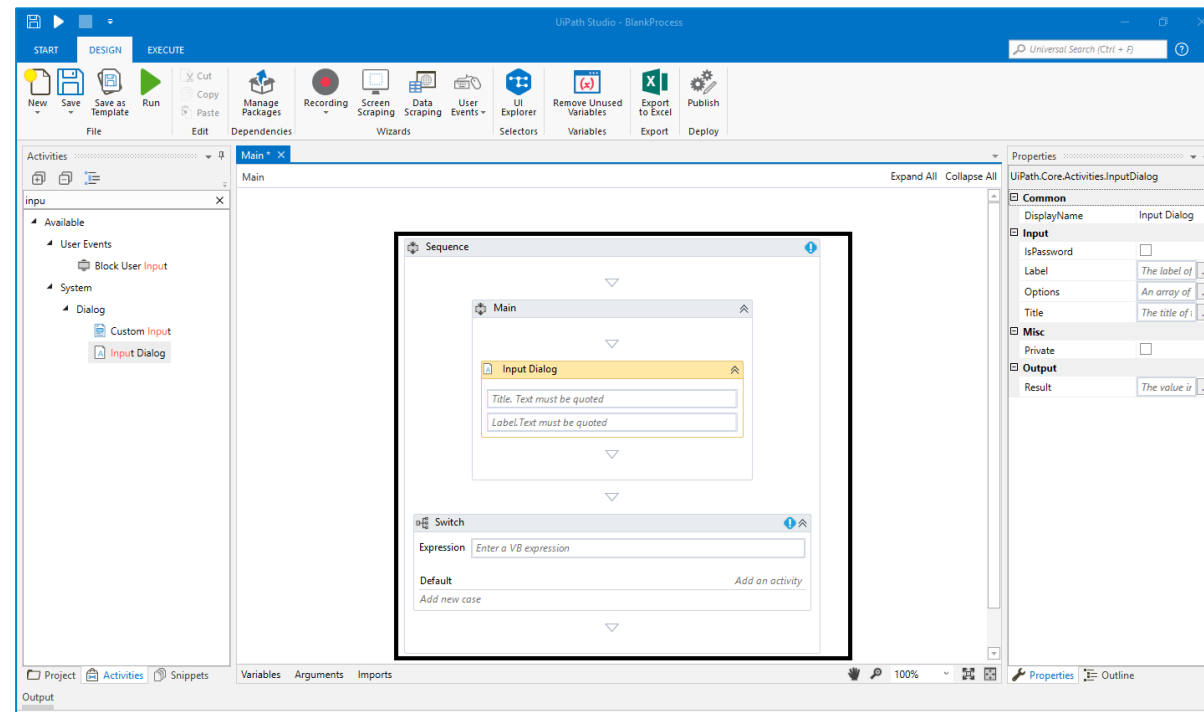 UiPath Studio - BlankProcess
START DESIGN EXECUTE
Universal Search (Ctrl + F)
New Save Save as Template Run
Cut
Copy
Paste
Manage Packages
Recording
Screen Scraping
Data Scraping
User Events
UI Explorer
Remove Unused Variables
Export to Excel
Publish
File Edit Dependencies Wizards Selectors Variables Export Deploy
Activities
inpu
Available
User Events
Block User Input
System
Dialog
Custom Input
Input Dialog
Project Activities Snippets
Output
Main *
Main Expand All Collapse All
Sequence
Main
Input Dialog
Title. Text must be quoted
Label.Text must be quoted
Switch
Expression Enter a VB expression
Default Add an activity
Add new case
Variables Arguments Imports 100%
Properties
UiPath.Core.Activities.InputDialog
Common
DisplayName Input Dialog
Input
IsPassword
Label The label of
Options An array of
Title The title of
Misc
Private
Output
Result The value
Properties Outline